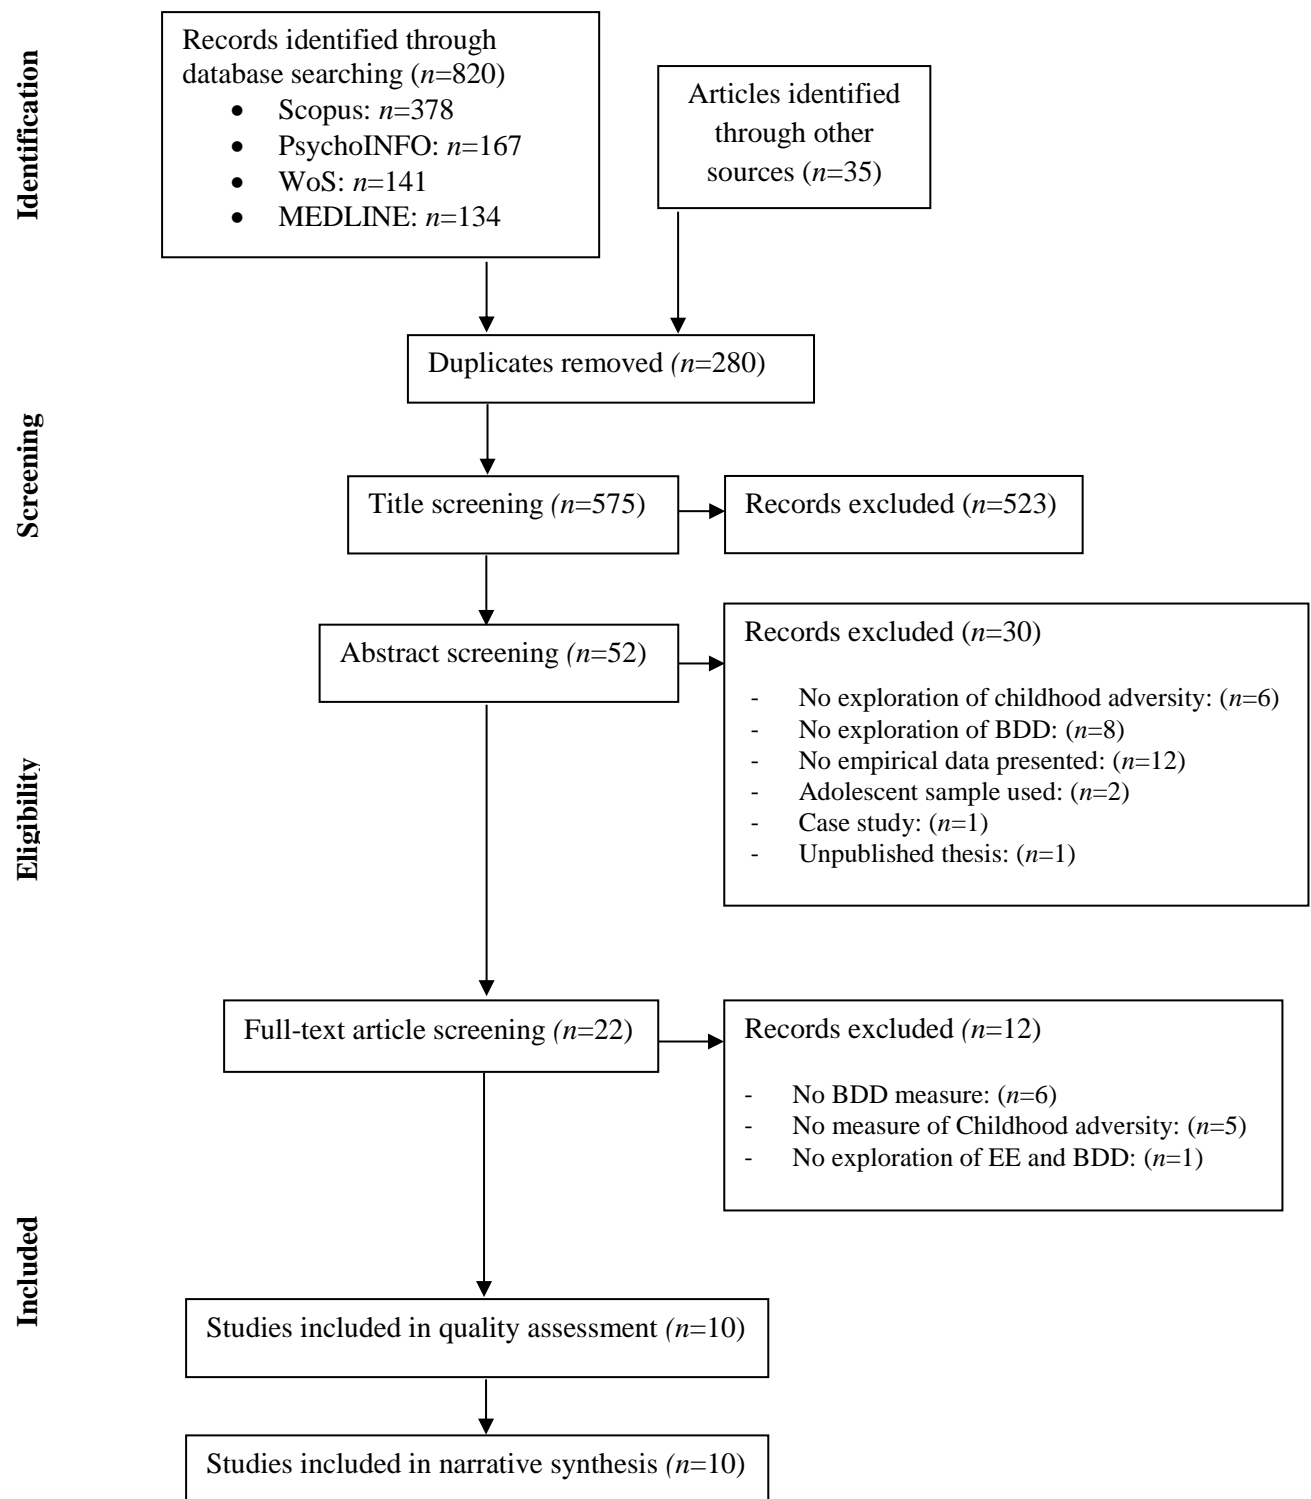 Identification
Records identified through
database searching (n=820)
• Scopus: n=378
• PsychoINFO: n=167
• WoS: n=141
• MEDLINE: n=134
Articles identified
through other
sources (n=35)
Duplicates removed (n=280)
Screening
Title screening (n=575)
Records excluded (n=523)
Abstract screening (n=52)
Records excluded (n=30)
- No exploration of childhood adversity: (n=6)
- No exploration of BDD: (n=8)
- No empirical data presented: (n=12)
- Adolescent sample used: (n=2)
- Case study: (n=1)
- Unpublished thesis: (n=1)
Eligibility
Full-text article screening (n=22)
Records excluded (n=12)
- No BDD measure: (n=6)
- No measure of Childhood adversity: (n=5)
- No exploration of EE and BDD: (n=1)
Included
Studies included in quality assessment (n=10)
Studies included in narrative synthesis (n=10)